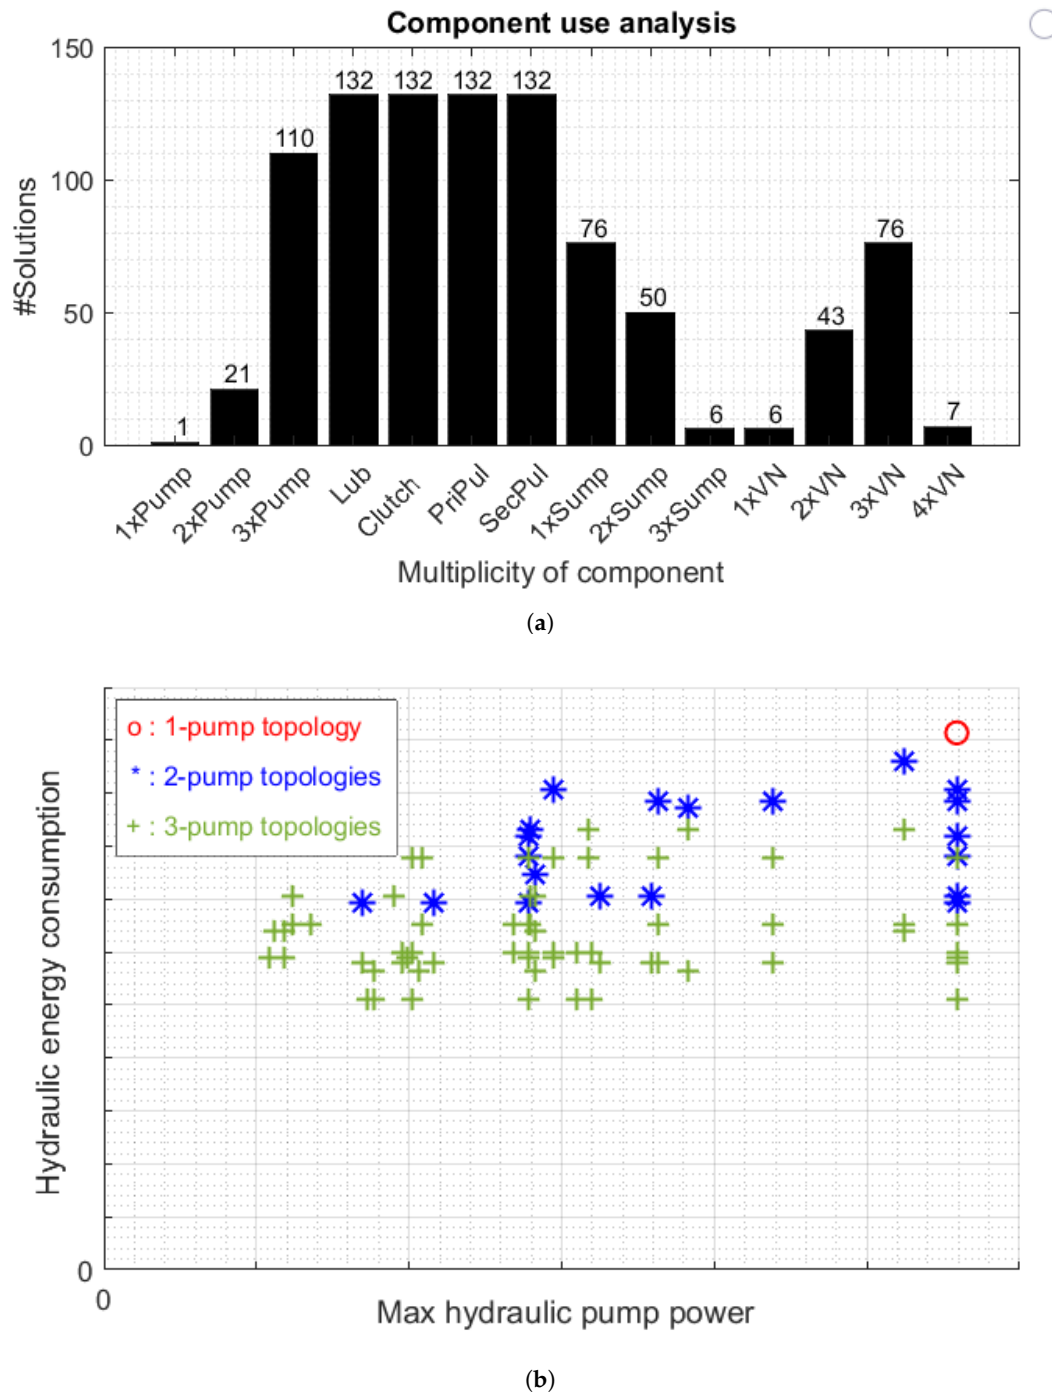 Component use analysis
#Solutions
150
100
50
0
1
21
110
132
132
132
132
76
50
6
6
43
76
7
1xPump
2xPump
3xPump
Lub
Clutch
PriPul
SecPul
1xSump
2xSump
3xSump
1xVN
2xVN
3xVN
4xVN
Multiplicity of component
(a)
o : 1-pump topology
* : 2-pump topologies
+ : 3-pump topologies
Hydraulic energy consumption
0
0
Max hydraulic pump power
(b)